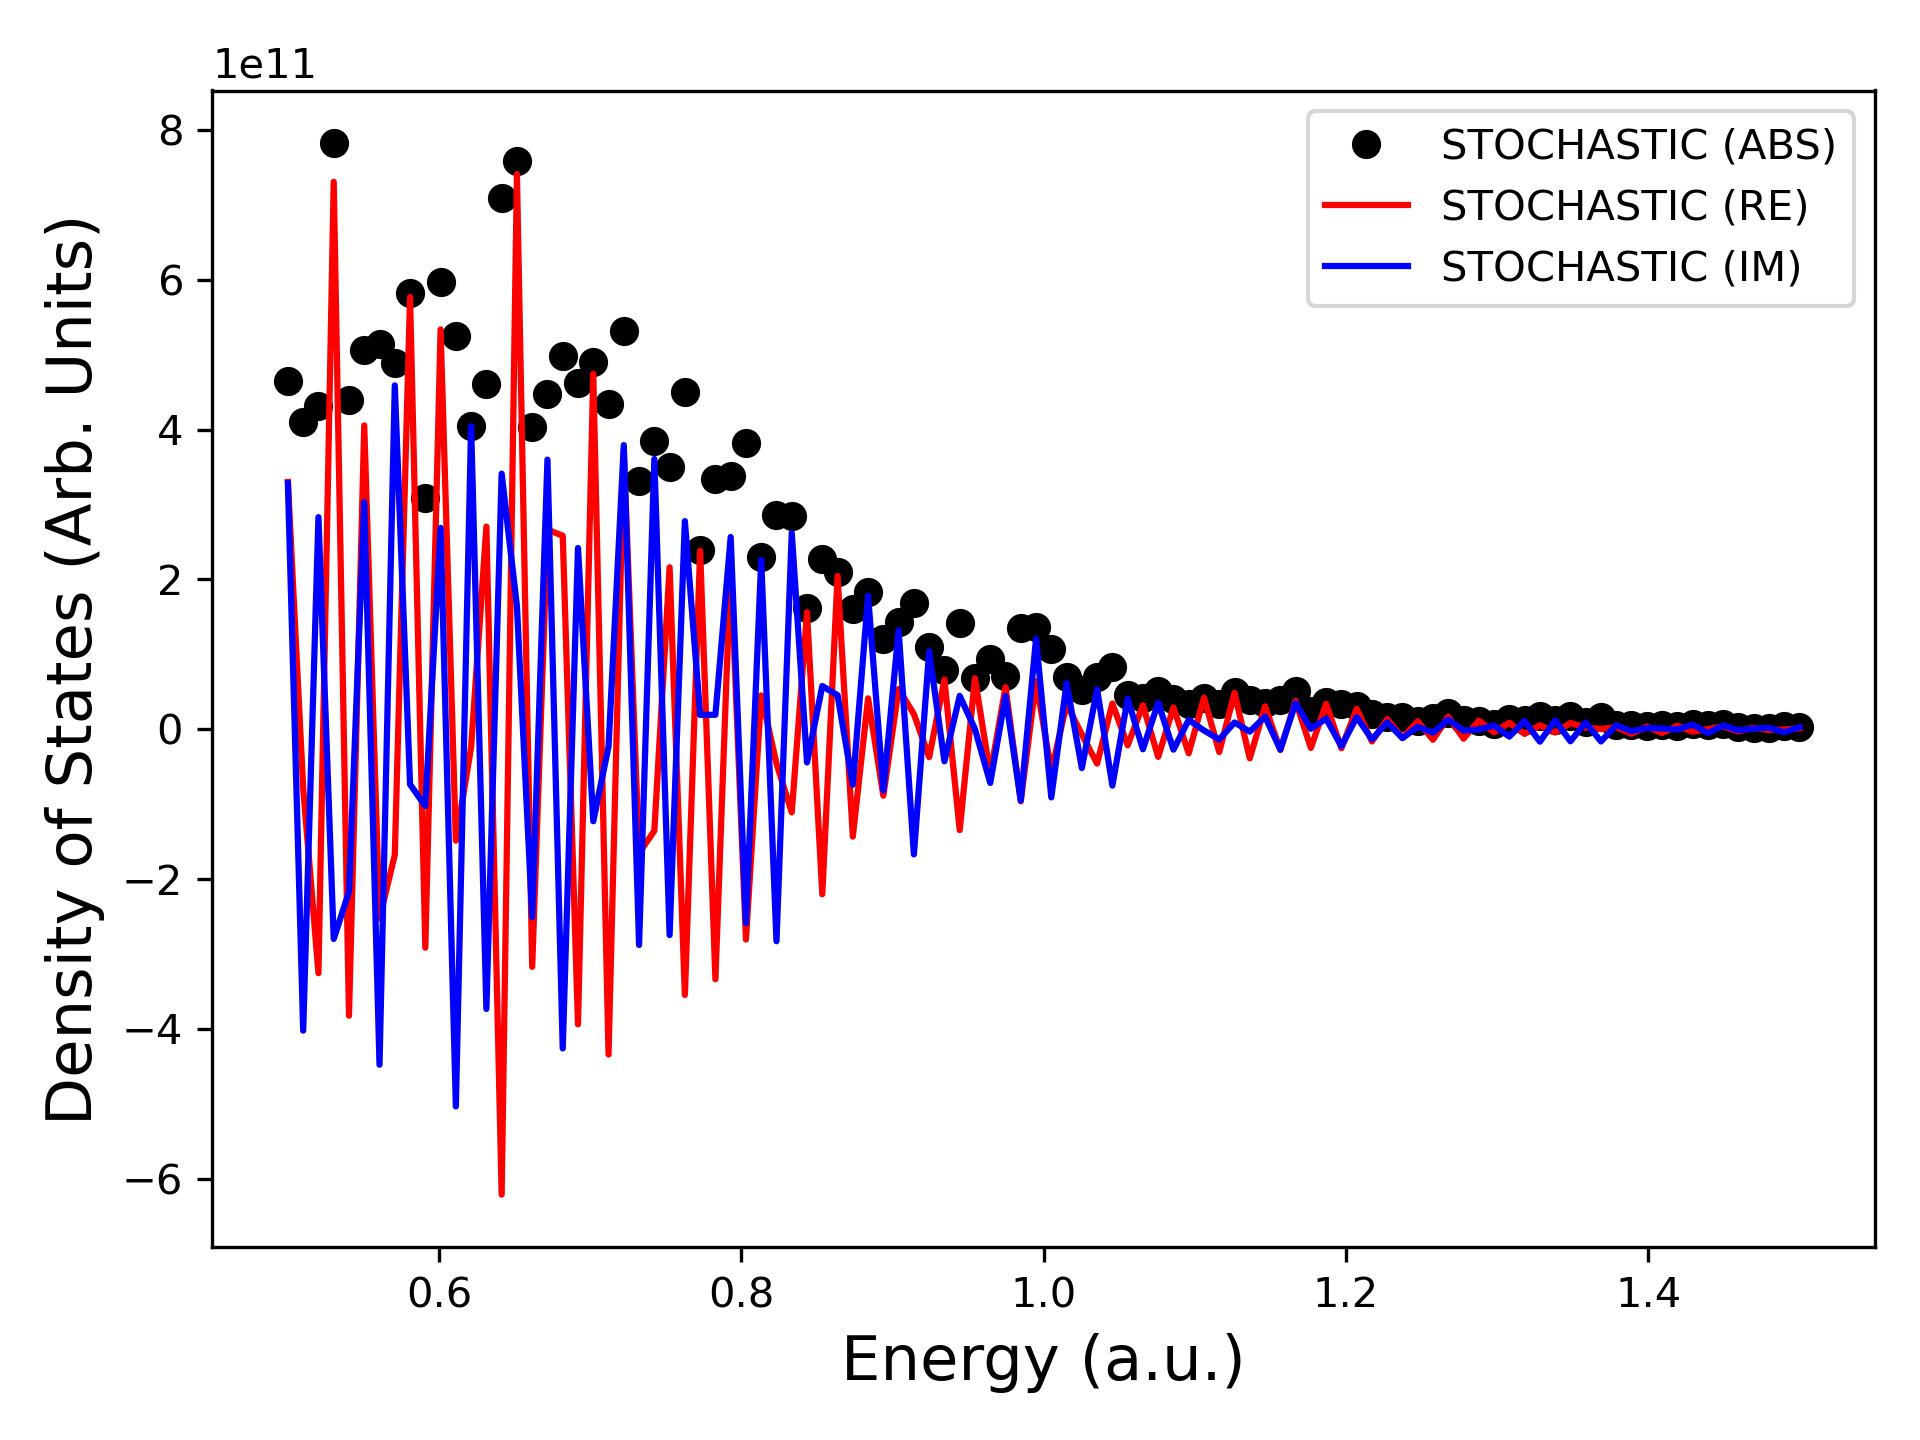 1e11
8
6
4
2
0
−2
−4
−6
Density of States (Arb. Units)
STOCHASTIC (ABS)
STOCHASTIC (RE)
STOCHASTIC (IM)
0.6 0.8 1.0 1.2 1.4
Energy (a.u.)